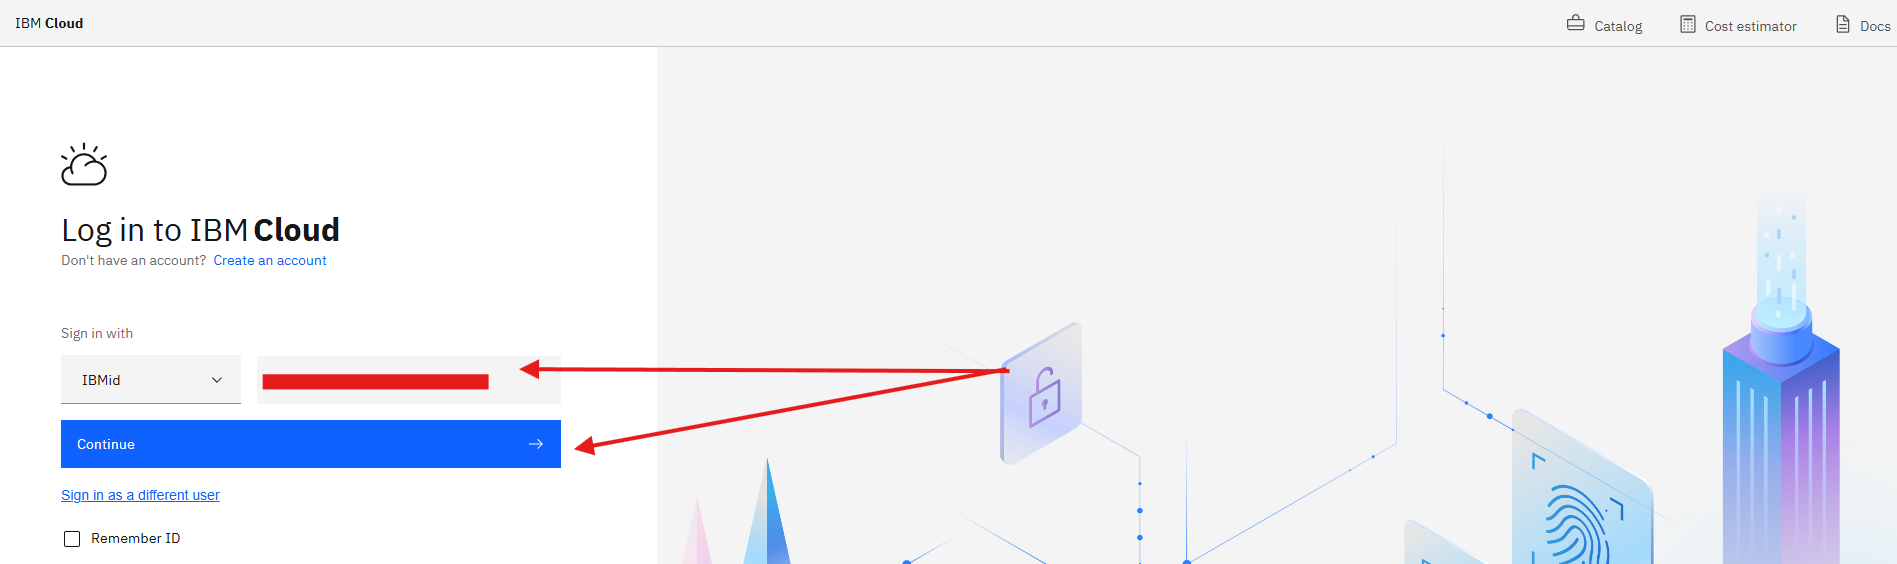 IBM Cloud
Catalog
Cost estimator
Docs
Log in to IBM Cloud
Don't have an account? Create an account
Sign in with
IBMid
Continue
Sign in as a different user
Remember ID